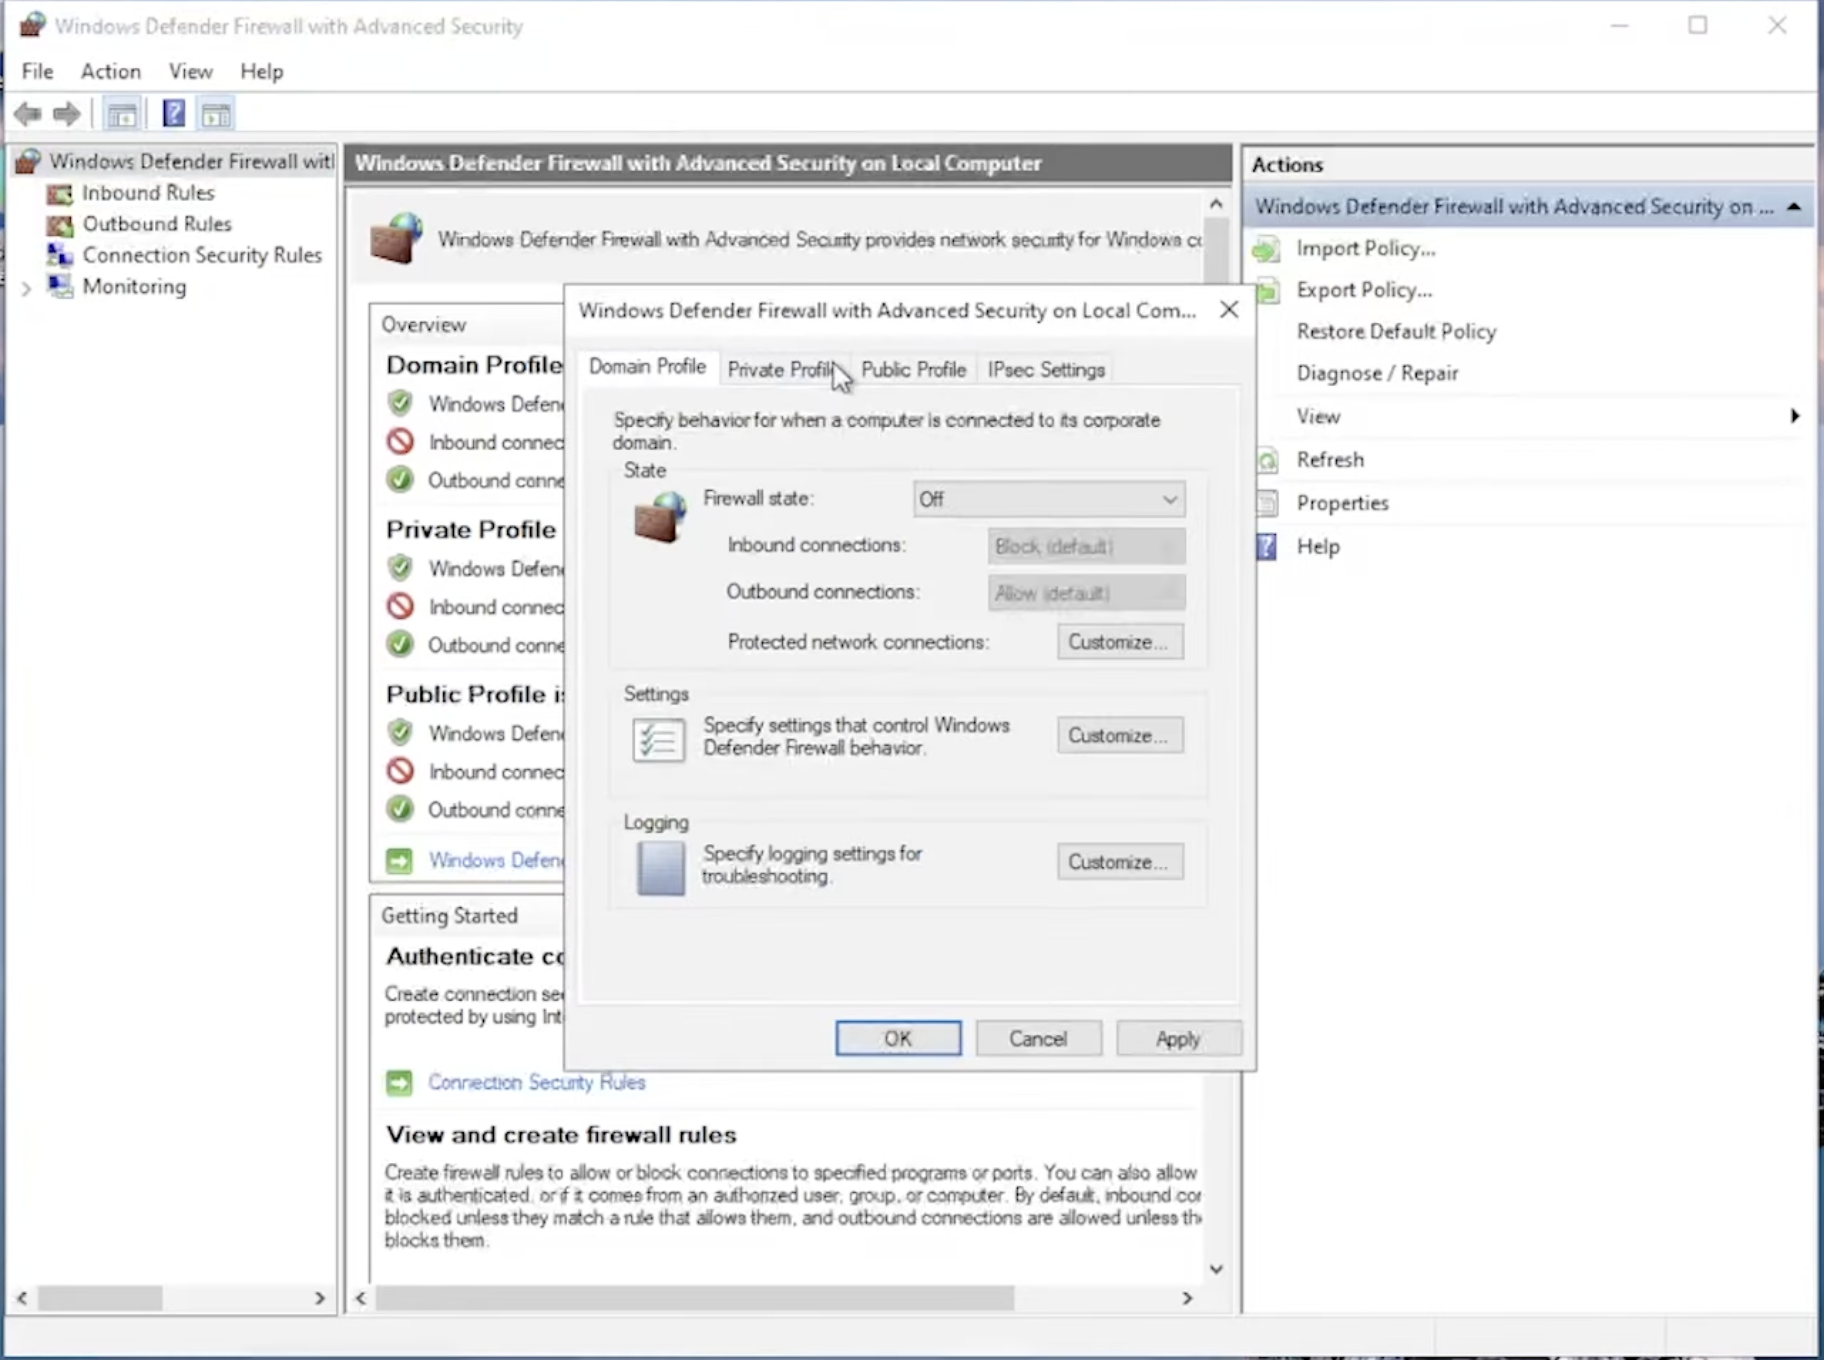 Windows Defender Firewall with Advanced Security
File Action View Help
Windows Defender Firewall with
Inbound Rules
Outbound Rules
Connection Security Rules
Monitoring
Windows Defender Firewall with Advanced Security on Local Computer
Windows Defender Firewall with Advanced Security provides network security for Windows co
Overview
Domain Profile
Windows Defen
Inbound connec
Outbound conne
Private Profile
Windows Defen
Inbound connec
Outbound conne
Public Profile is
Windows Defen
Inbound connec
Outbound conne
Windows Defen
Getting Started
Authenticate co
Create connection sec
protected by using Int
Connection Security Rules
View and create firewall rules
Create firewall rules to allow or block connections to specified programs or ports. You can also allow
it is authenticated, or if it comes from an authorized user, group, or computer. By default, inbound con
blocked unless they match a rule that allows them, and outbound connections are allowed unless the
blocks them.
Windows Defender Firewall with Advanced Security on Local Com...
Domain Profile Private Profile Public Profile IPsec Settings
Specify behavior for when a computer is connected to its corporate
domain.
State
Firewall state: Off
Inbound connections: Block (default)
Outbound connections: Allow (default)
Protected network connections: Customize...
Settings
Specify settings that control Windows
Defender Firewall behavior.
Customize...
Logging
Specify logging settings for
troubleshooting.
Customize...
OK Cancel Apply
Actions
Windows Defender Firewall with Advanced Security on ...
Import Policy...
Export Policy...
Restore Default Policy
Diagnose / Repair
View
Refresh
Properties
Help